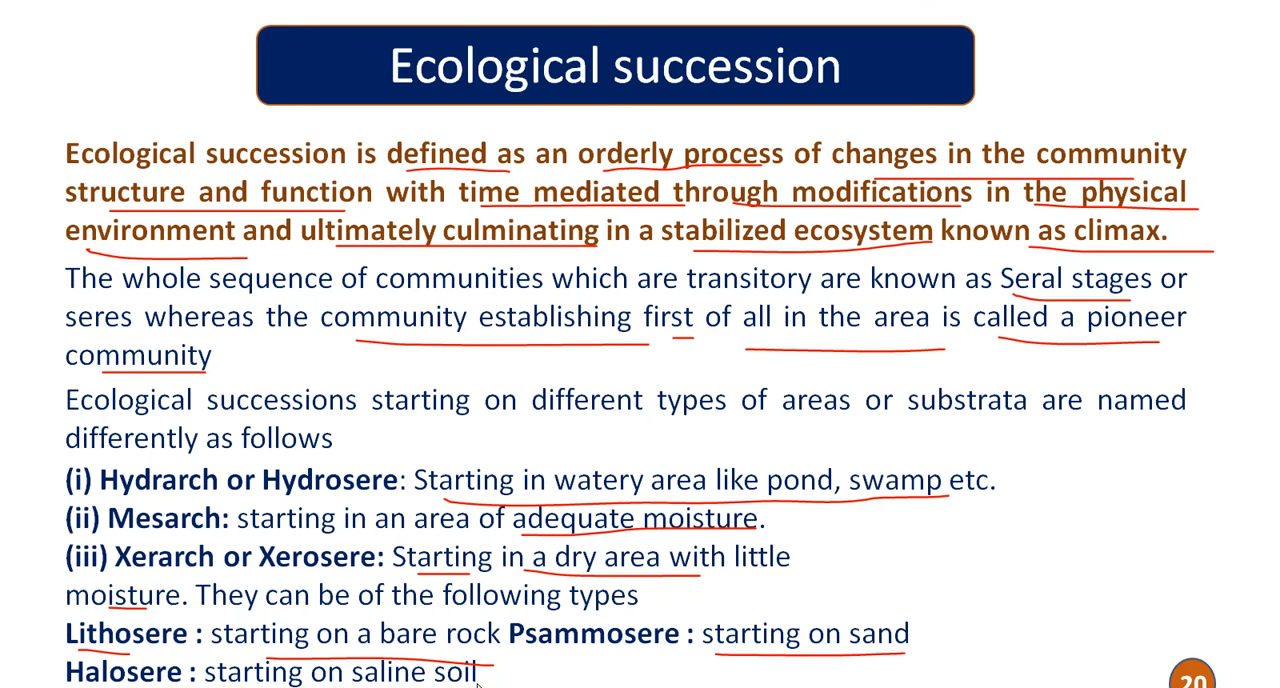 Ecological succession
Ecological succession is defined as an orderly process of changes in the community
structure and function with time mediated through modifications in the physical
environment and ultimately culminating in a stabilized ecosystem known as climax.
The whole sequence of communities which are transitory are known as Seral stages or
seres whereas the community establishing first of all in the area is called a pioneer
community
Ecological successions starting on different types of areas or substrata are named
differently as follows
(i) Hydrarch or Hydrosere: Starting in watery area like pond, swamp etc.
(ii) Mesarch: starting in an area of adequate moisture.
(iii) Xerarch or Xerosere: Starting in a dry area with little
moisture. They can be of the following types
Lithosere : starting on a bare rock Psammosere : starting on sand
Halosere : starting on saline soil
20